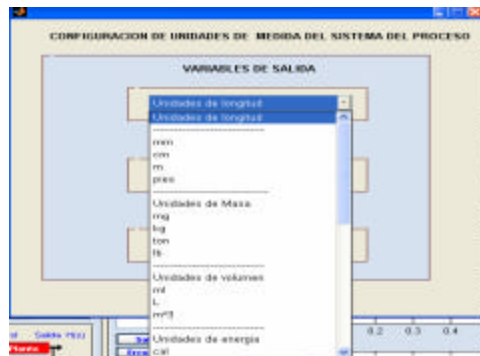 CONFIGURACION DE UNIDADES DE MEDIDA DEL SISTEMA DEL PROCESO
VARIABLES DE SALIDA
Unidades de longitud
Unidades de longitud
--------------------
mm
cm
m
pies
--------------------
Unidades de Masa
mg
kg
ton
lb
--------------------
Unidades de volumen
ml
L
m^3
--------------------
Unidades de energia
cal
Salida
Planta
0.2 0.3 0.4